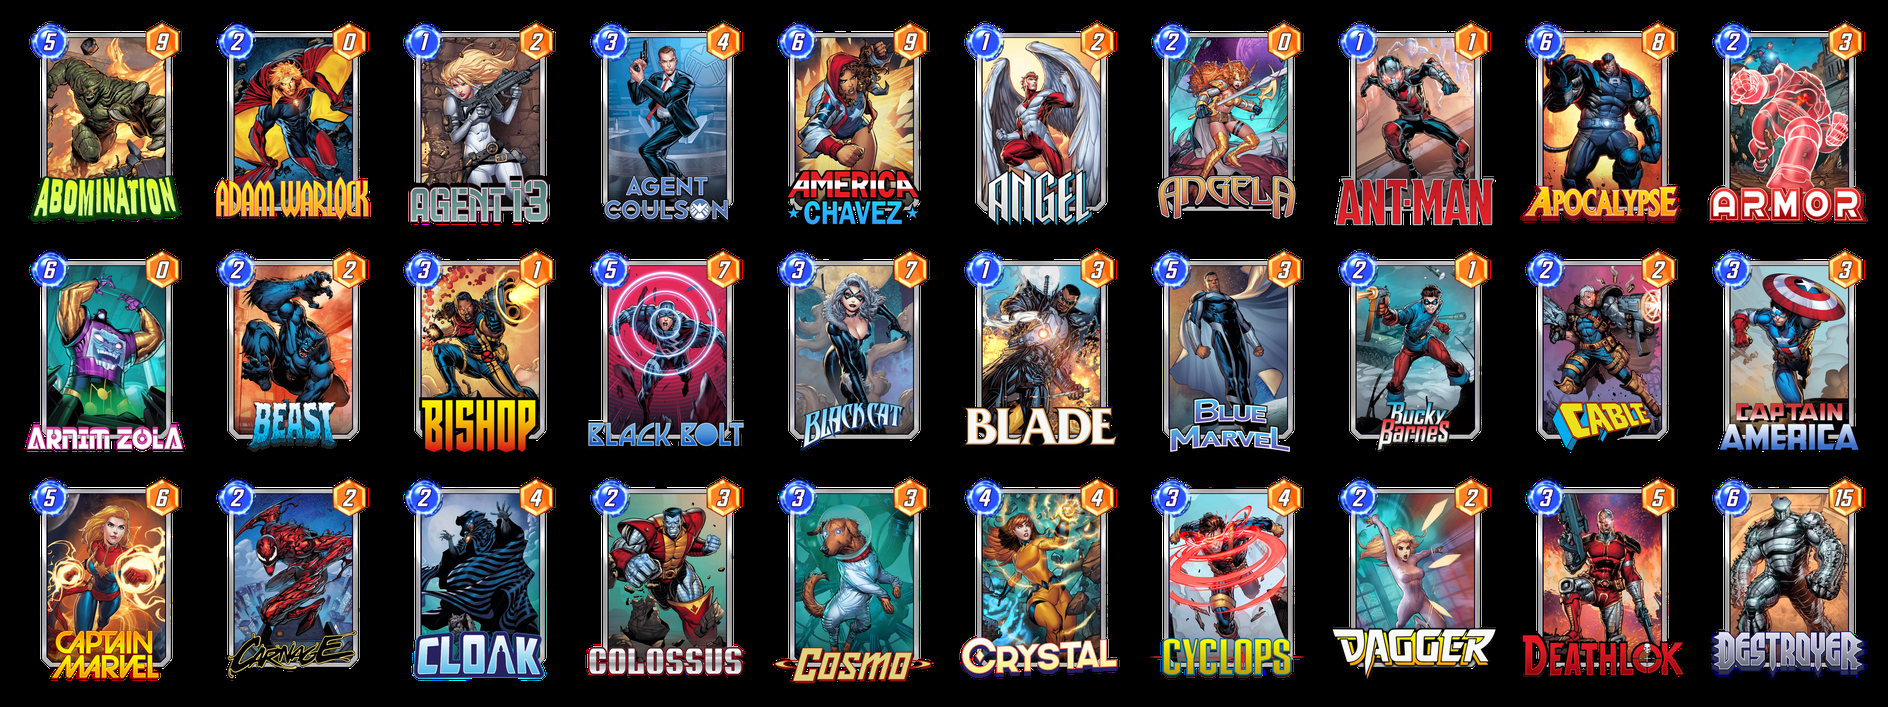 5 9 2 0 1 2 3 4 6 9 1 2 2 0 1 1 6 8 2 3
ABOMINATION
ADAM WARLOCK
AGENT 13
AGENT
COULSON
AMERICA
CHAVEZ
ANGEL
ANGELA
ANT-MAN
APOCALYPSE
ARMOR
6 0 2 2 3 1 5 7 3 7 1 3 5 3 2 1 2 2 3 3
ARNIM ZOLA
BEAST
BISHOP
BLACK BOLT
BLACK CAT
BLADE
BLUE
MARVEL
BUCKY
BARNES
CABLE
CAPTAIN
AMERICA
5 6 2 2 2 4 2 3 3 3 4 4 3 4 2 2 3 5 6 15
CAPTAIN
MARVEL
CARNAGE
CLOAK
COLOSSUS
COSMO
CRYSTAL
CYCLOPS
DAGGER
DEATHLOK
DESTROYER